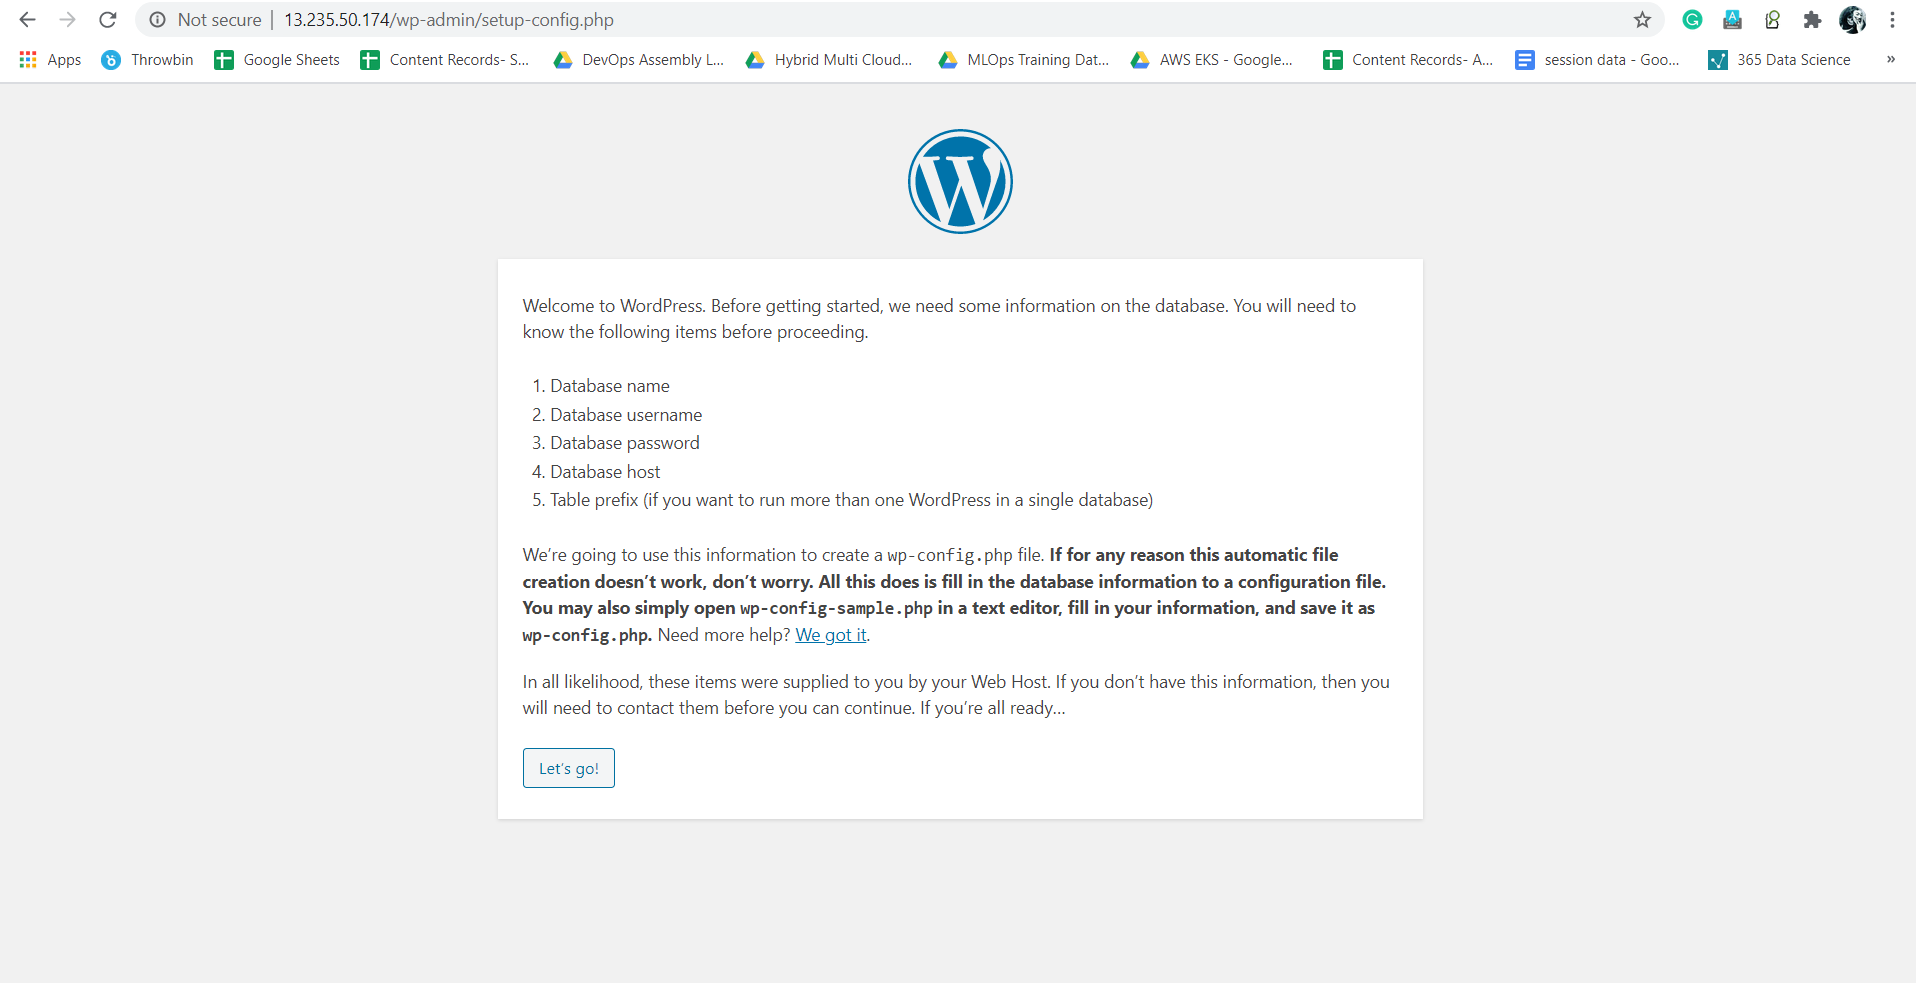 Not secure | 13.235.50.174/wp-admin/setup-config.php
Apps Throwbin Google Sheets Content Records- S... DevOps Assembly L... Hybrid Multi Cloud... MLOps Training Dat... AWS EKS - Google... Content Records- A... session data - Goo... 365 Data Science »
W
Welcome to WordPress. Before getting started, we need some information on the database. You will need to
know the following items before proceeding.
1. Database name
2. Database username
3. Database password
4. Database host
5. Table prefix (if you want to run more than one WordPress in a single database)
We’re going to use this information to create a wp-config.php file. If for any reason this automatic file
creation doesn’t work, don’t worry. All this does is fill in the database information to a configuration file.
You may also simply open wp-config-sample.php in a text editor, fill in your information, and save it as
wp-config.php. Need more help? We got it.
In all likelihood, these items were supplied to you by your Web Host. If you don’t have this information, then you
will need to contact them before you can continue. If you’re all ready…
Let’s go!